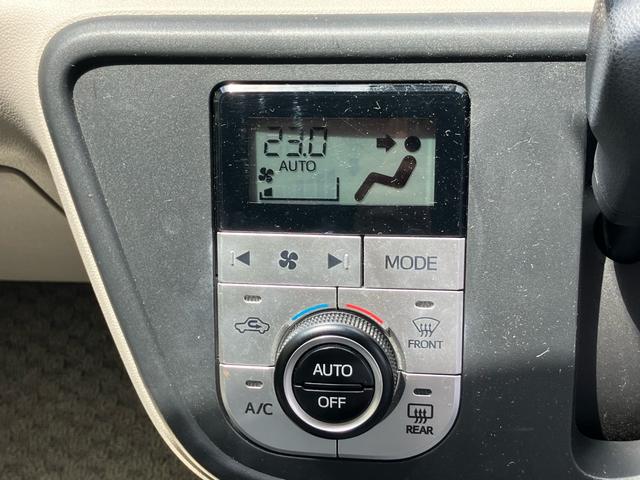 23.0
AUTO
MODE
FRONT
AUTO
OFF
A/C
REAR